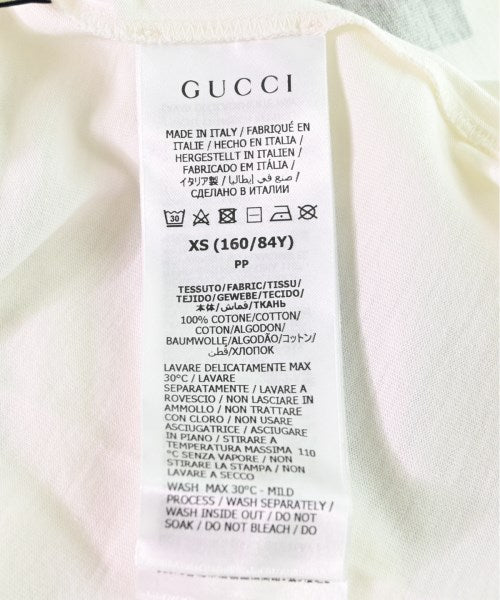 GUCCI
MADE IN ITALY / FABRIQUÉ EN
ITALIE / HECHO EN ITALIA /
HERGESTELLT IN ITALIEN /
FABRICADO EM ITÁLIA /
イタリア製 / صنع في إيطاليا /
СДЕЛАНО В ИТАЛИИ
30
XS (160/84Y)
PP
TESSUTO/FABRIC/TISSU/
TEJIDO/GEWEBE/TECIDO/
本体/قماش/ТКАНЬ
100% COTONE/COTTON/
COTON/ALGODON/
BAUMWOLLE/ALGODÃO/コットン/
قطن/ХЛОПОК
LAVARE DELICATAMENTE MAX
30°C / LAVARE
SEPARATAMENTE / LAVARE A
ROVESCIO / NON LASCIARE IN
AMMOLLO / NON TRATTARE
CON CLORO / NON USARE
ASCIUGATRICE / ASCIUGARE
IN PIANO / STIRARE A
TEMPERATURA MASSIMA 110
°C SENZA VAPORE / NON
STIRARE LA STAMPA / NON
LAVARE A SECCO
WASH MAX 30°C - MILD
PROCESS / WASH SEPARATELY /
WASH INSIDE OUT / DO NOT
SOAK / DO NOT BLEACH / DO